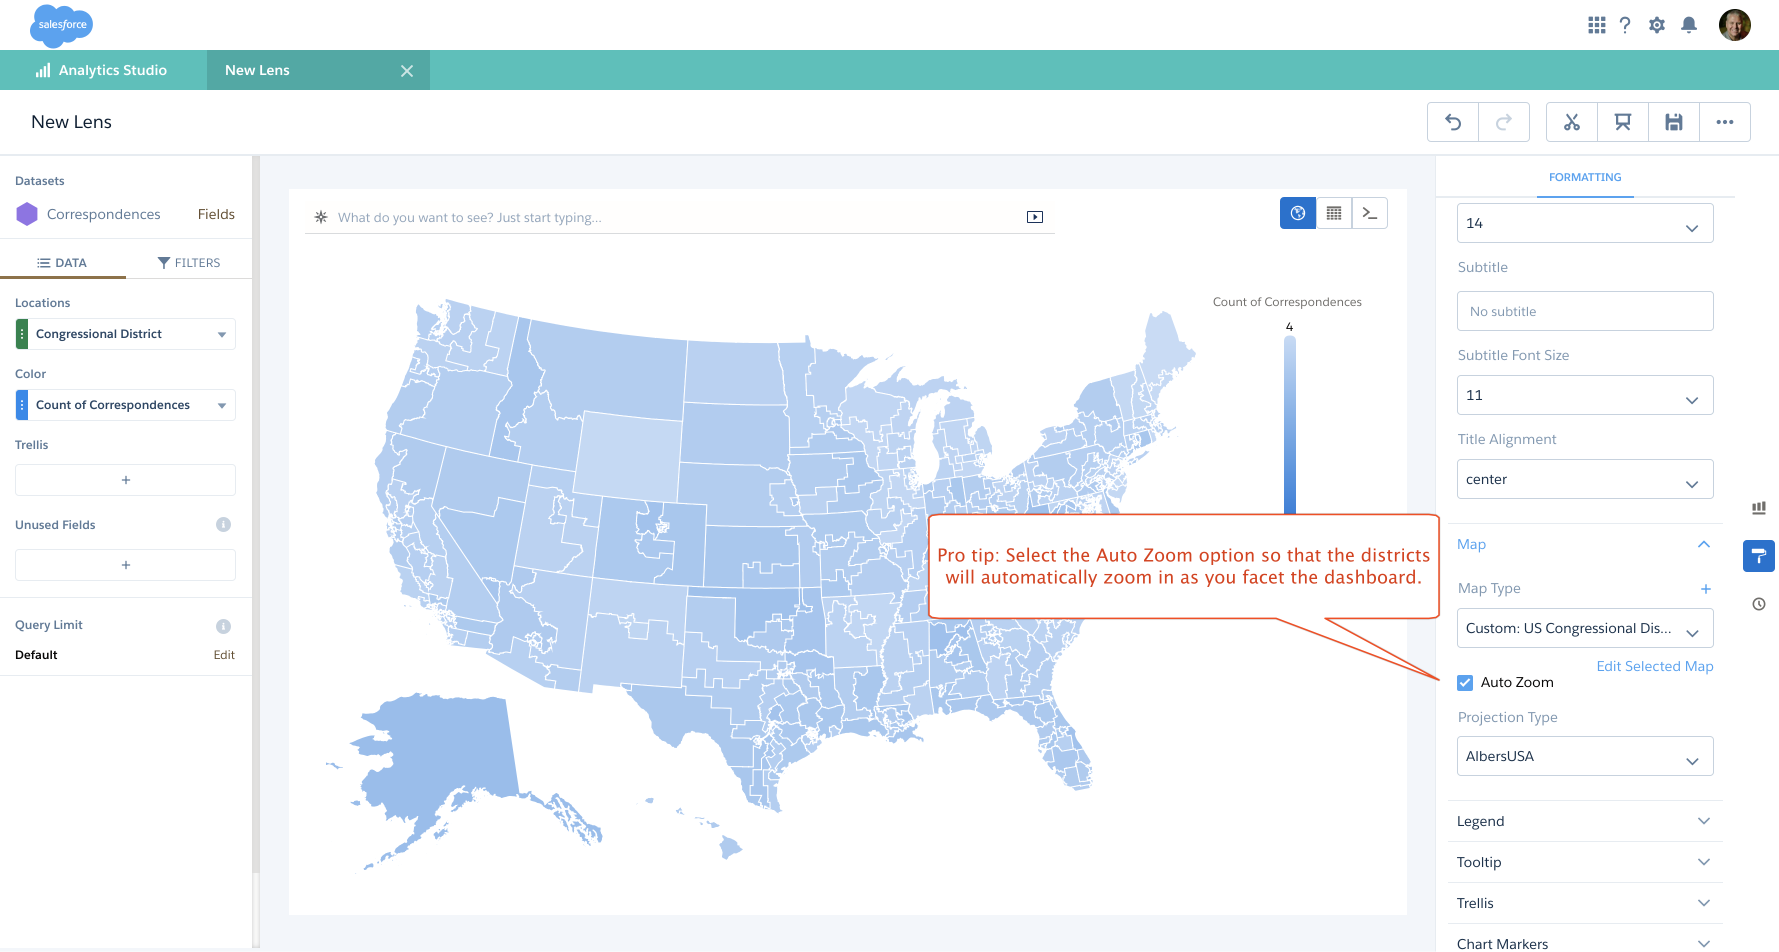 salesforce
?
Analytics Studio
New Lens
New Lens
Datasets
Correspondences Fields
DATA FILTERS
Locations
Congressional District
Color
Count of Correspondences
Trellis
+
Unused Fields
+
Query Limit
Default Edit
What do you want to see? Just start typing...
Count of Correspondences
4
Pro tip: Select the Auto Zoom option so that the districts
will automatically zoom in as you facet the dashboard.
FORMATTING
14
Subtitle
No subtitle
Subtitle Font Size
11
Title Alignment
center
Map
Map Type +
Custom: US Congressional Dis...
Edit Selected Map
Auto Zoom
Projection Type
AlbersUSA
Legend
Tooltip
Trellis
Chart Markers